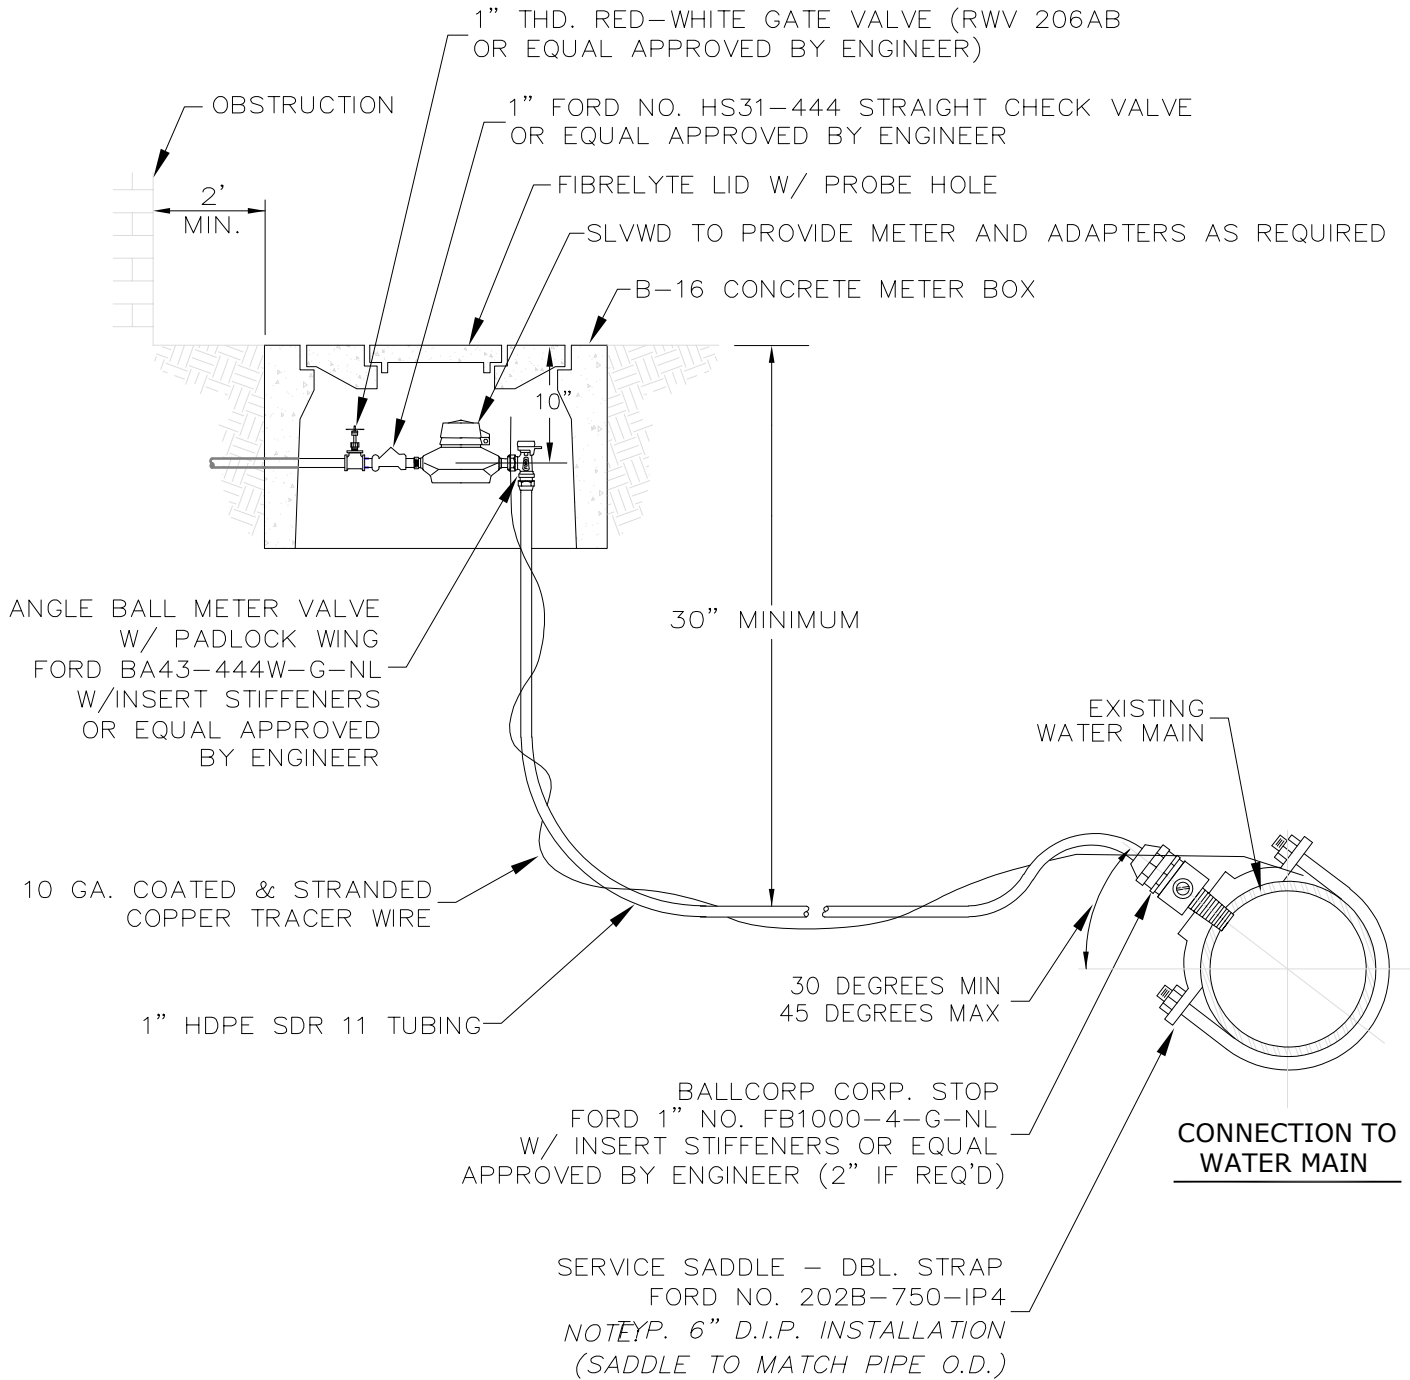 1” THD. RED-WHITE GATE VALVE (RWV 206AB
OR EQUAL APPROVED BY ENGINEER)
OBSTRUCTION
1” FORD NO. HS31-444 STRAIGHT CHECK VALVE
OR EQUAL APPROVED BY ENGINEER
FIBRELYTE LID W/ PROBE HOLE
2’
MIN.
SLVWD TO PROVIDE METER AND ADAPTERS AS REQUIRED
B-16 CONCRETE METER BOX
10”
ANGLE BALL METER VALVE
W/ PADLOCK WING
FORD BA43-444W-G-NL
W/INSERT STIFFENERS
OR EQUAL APPROVED
BY ENGINEER
30” MINIMUM
EXISTING
WATER MAIN
10 GA. COATED & STRANDED
COPPER TRACER WIRE
1” HDPE SDR 11 TUBING
30 DEGREES MIN
45 DEGREES MAX
BALLCORP CORP. STOP
FORD 1” NO. FB1000-4-G-NL
W/ INSERT STIFFENERS OR EQUAL
APPROVED BY ENGINEER (2” IF REQ’D)
CONNECTION TO
WATER MAIN
SERVICE SADDLE - DBL. STRAP
FORD NO. 202B-750-IP4
NOTE: TYP. 6” D.I.P. INSTALLATION
(SADDLE TO MATCH PIPE O.D.)